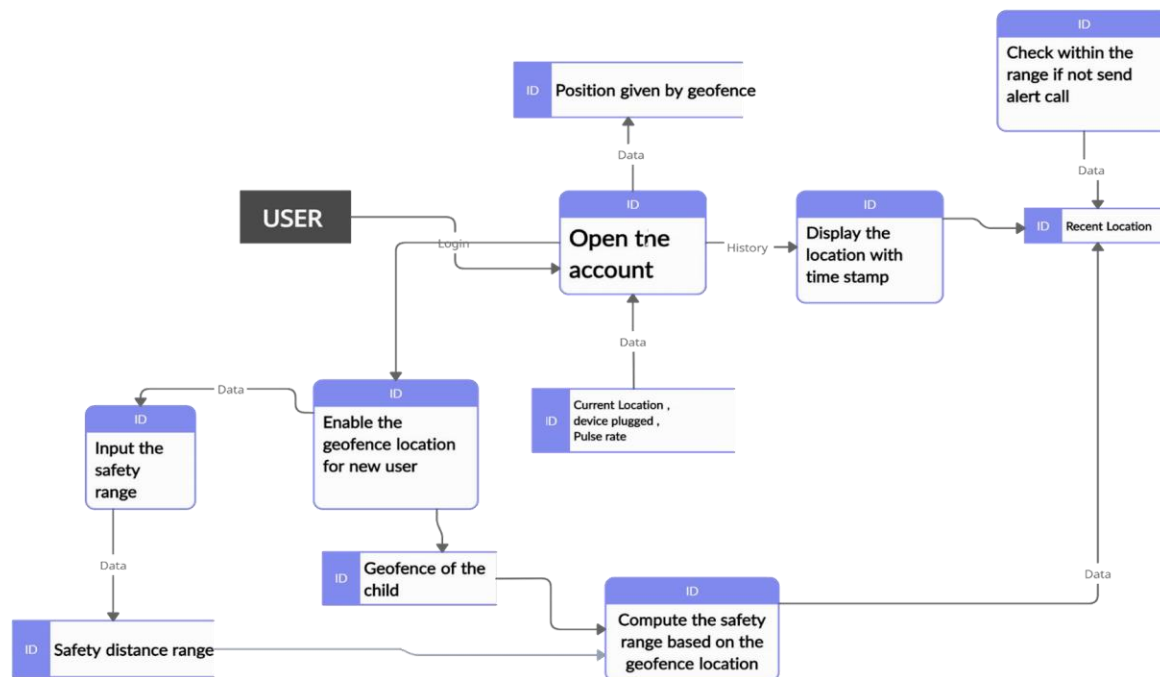 ID
Check within the
range if not send
alert call
ID
Position given by geofence
Data
Data
USER
ID
Open the
account
Login
History
ID
Display the
location with
time stamp
ID
Recent Location
Data
ID
Current Location ,
device plugged ,
Pulse rate
Data
ID
Enable the
geofence location
for new user
ID
Input the
safety
range
Data
ID
Geofence of the
child
Data
ID
Compute the safety
range based on the
geofence location
ID
Safety distance range